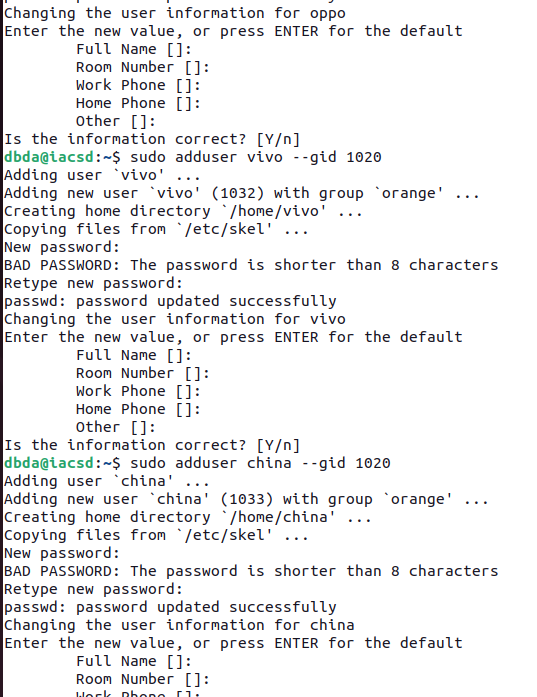 Changing the user information for oppo
Enter the new value, or press ENTER for the default
        Full Name []:
        Room Number []:
        Work Phone []:
        Home Phone []:
        Other []:
Is the information correct? [Y/n]
dbda@iacsd:~$ sudo adduser vivo --gid 1020
Adding user `vivo' ...
Adding new user `vivo' (1032) with group `orange' ...
Creating home directory `/home/vivo' ...
Copying files from `/etc/skel' ...
New password:
BAD PASSWORD: The password is shorter than 8 characters
Retype new password:
passwd: password updated successfully
Changing the user information for vivo
Enter the new value, or press ENTER for the default
        Full Name []:
        Room Number []:
        Work Phone []:
        Home Phone []:
        Other []:
Is the information correct? [Y/n]
dbda@iacsd:~$ sudo adduser china --gid 1020
Adding user `china' ...
Adding new user `china' (1033) with group `orange' ...
Creating home directory `/home/china' ...
Copying files from `/etc/skel' ...
New password:
BAD PASSWORD: The password is shorter than 8 characters
Retype new password:
passwd: password updated successfully
Changing the user information for china
Enter the new value, or press ENTER for the default
        Full Name []:
        Room Number []:
        Work Phone []: